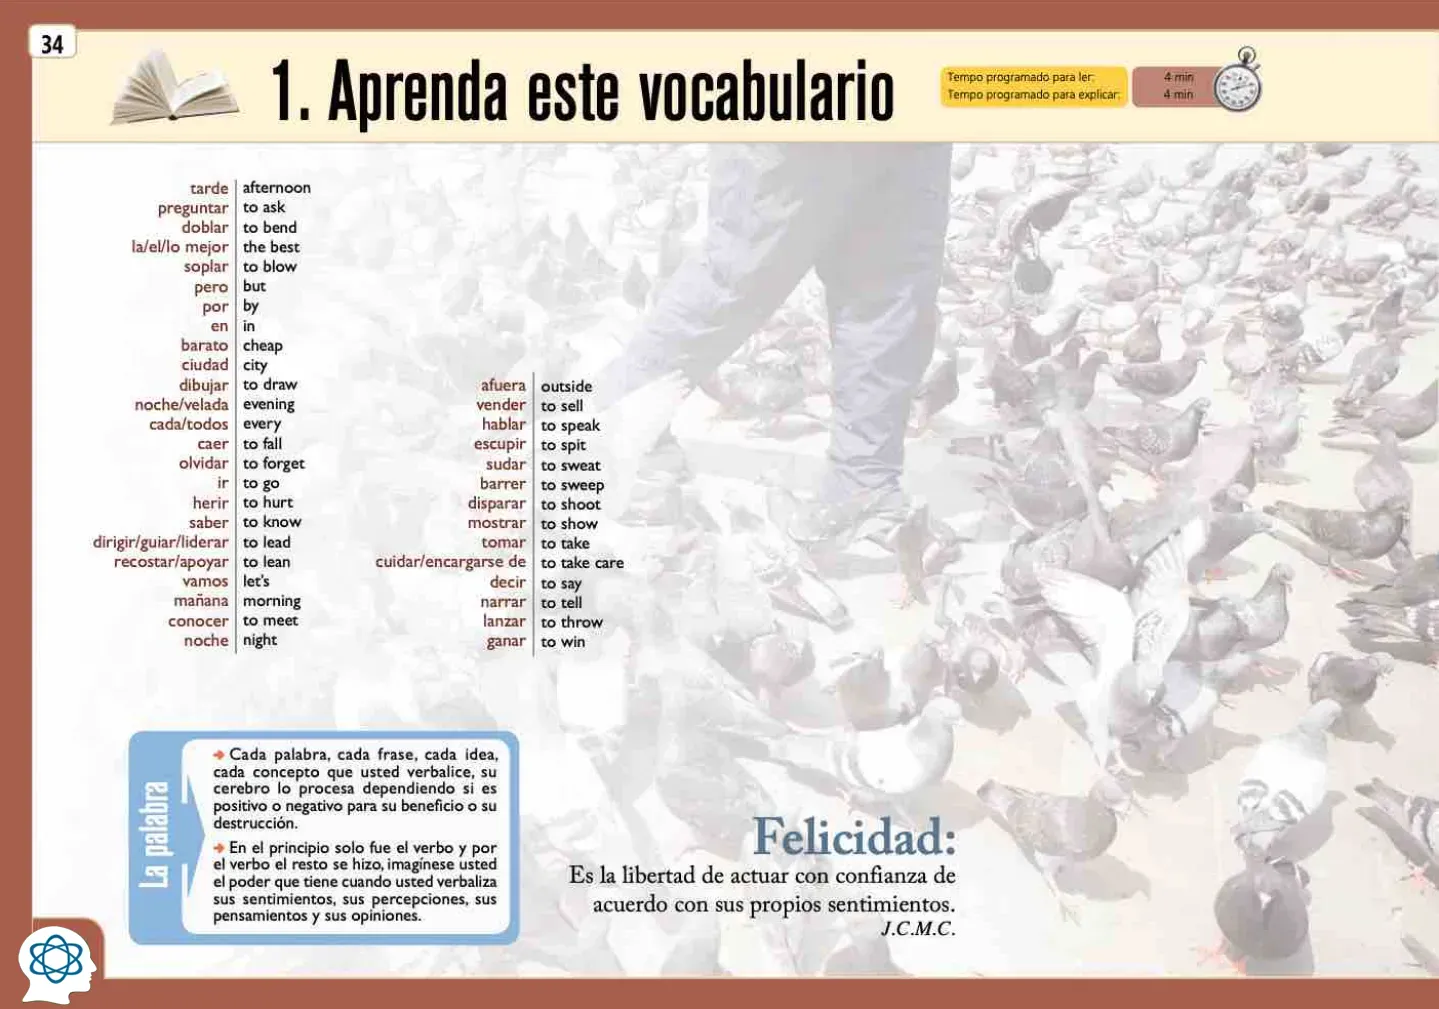 34
1. Aprenda este vocabulario
Tempo programado para ler: 4 min
Tempo programado para explicar: 4 min
tarde afternoon
preguntar to ask
doblar to bend
la/el/lo mejor the best
soplar to blow
pero but
por by
en in
barato cheap
ciudad city
dibujar to draw
noche/velada evening
cada/todos every
caer to fall
olvidar to forget
ir to go
herir to hurt
saber to know
dirigir/guiar/liderar to lead
recostar/apoyar to lean
vamos let's
mañana morning
conocer to meet
noche night
afuera outside
vender to sell
hablar to speak
escupir to spit
sudar to sweat
barrer to sweep
disparar to shoot
mostrar to show
tomar to take
cuidar/encargarse de to take care
decir to say
narrar to tell
lanzar to throw
ganar to win
La palabra
➔ Cada palabra, cada frase, cada idea,
cada concepto que usted verbalice, su
cerebro lo procesa dependiendo si es
positivo o negativo para su beneficio o su
destrucción.
➔ En el principio solo fue el verbo y por
el verbo el resto se hizo, imagínese usted
el poder que tiene cuando usted verbaliza
sus sentimientos, sus percepciones, sus
pensamientos y sus opiniones.
Felicidad:
Es la libertad de actuar con confianza de
acuerdo con sus propios sentimientos.
J.C.M.C.